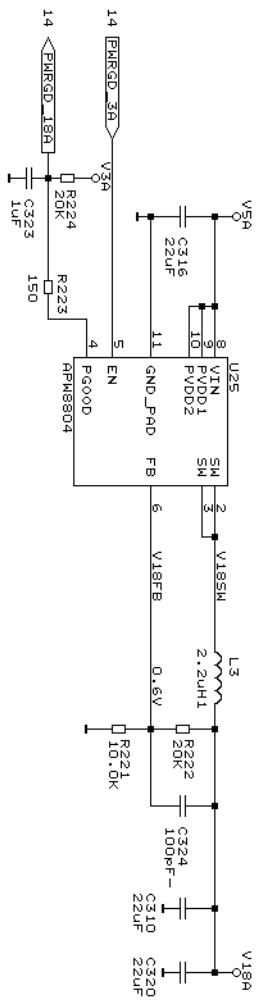 V5A
V18A
U25
L3
8 VIN SW 2
9 PVDD1 SW 3
10 PVDD2
V18SW
2.2uH1
C316
22uF
R222
20K
C324
100pF-
C310
22uF
C320
22uF
11 GND_PAD FB 6
V18FB
0.6V
R221
10.0K
14 PWRGD_3A
5 EN
V3A
R224
20K
4 PGOOD
APW8804
14 PWRGD_18A
R223
150
C323
1uF